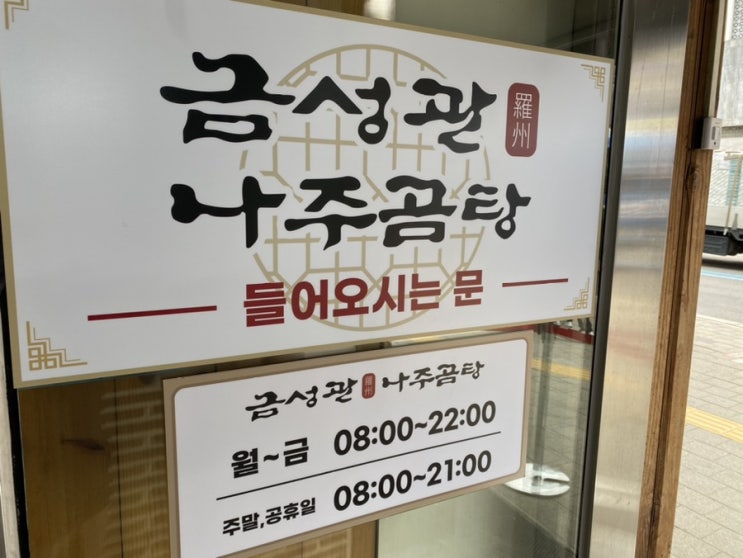 금성관 羅州
나주곰탕
들어오시는 문
금성관 羅州 나주곰탕
월~금 08:00~22:00
주말,공휴일 08:00~21:00